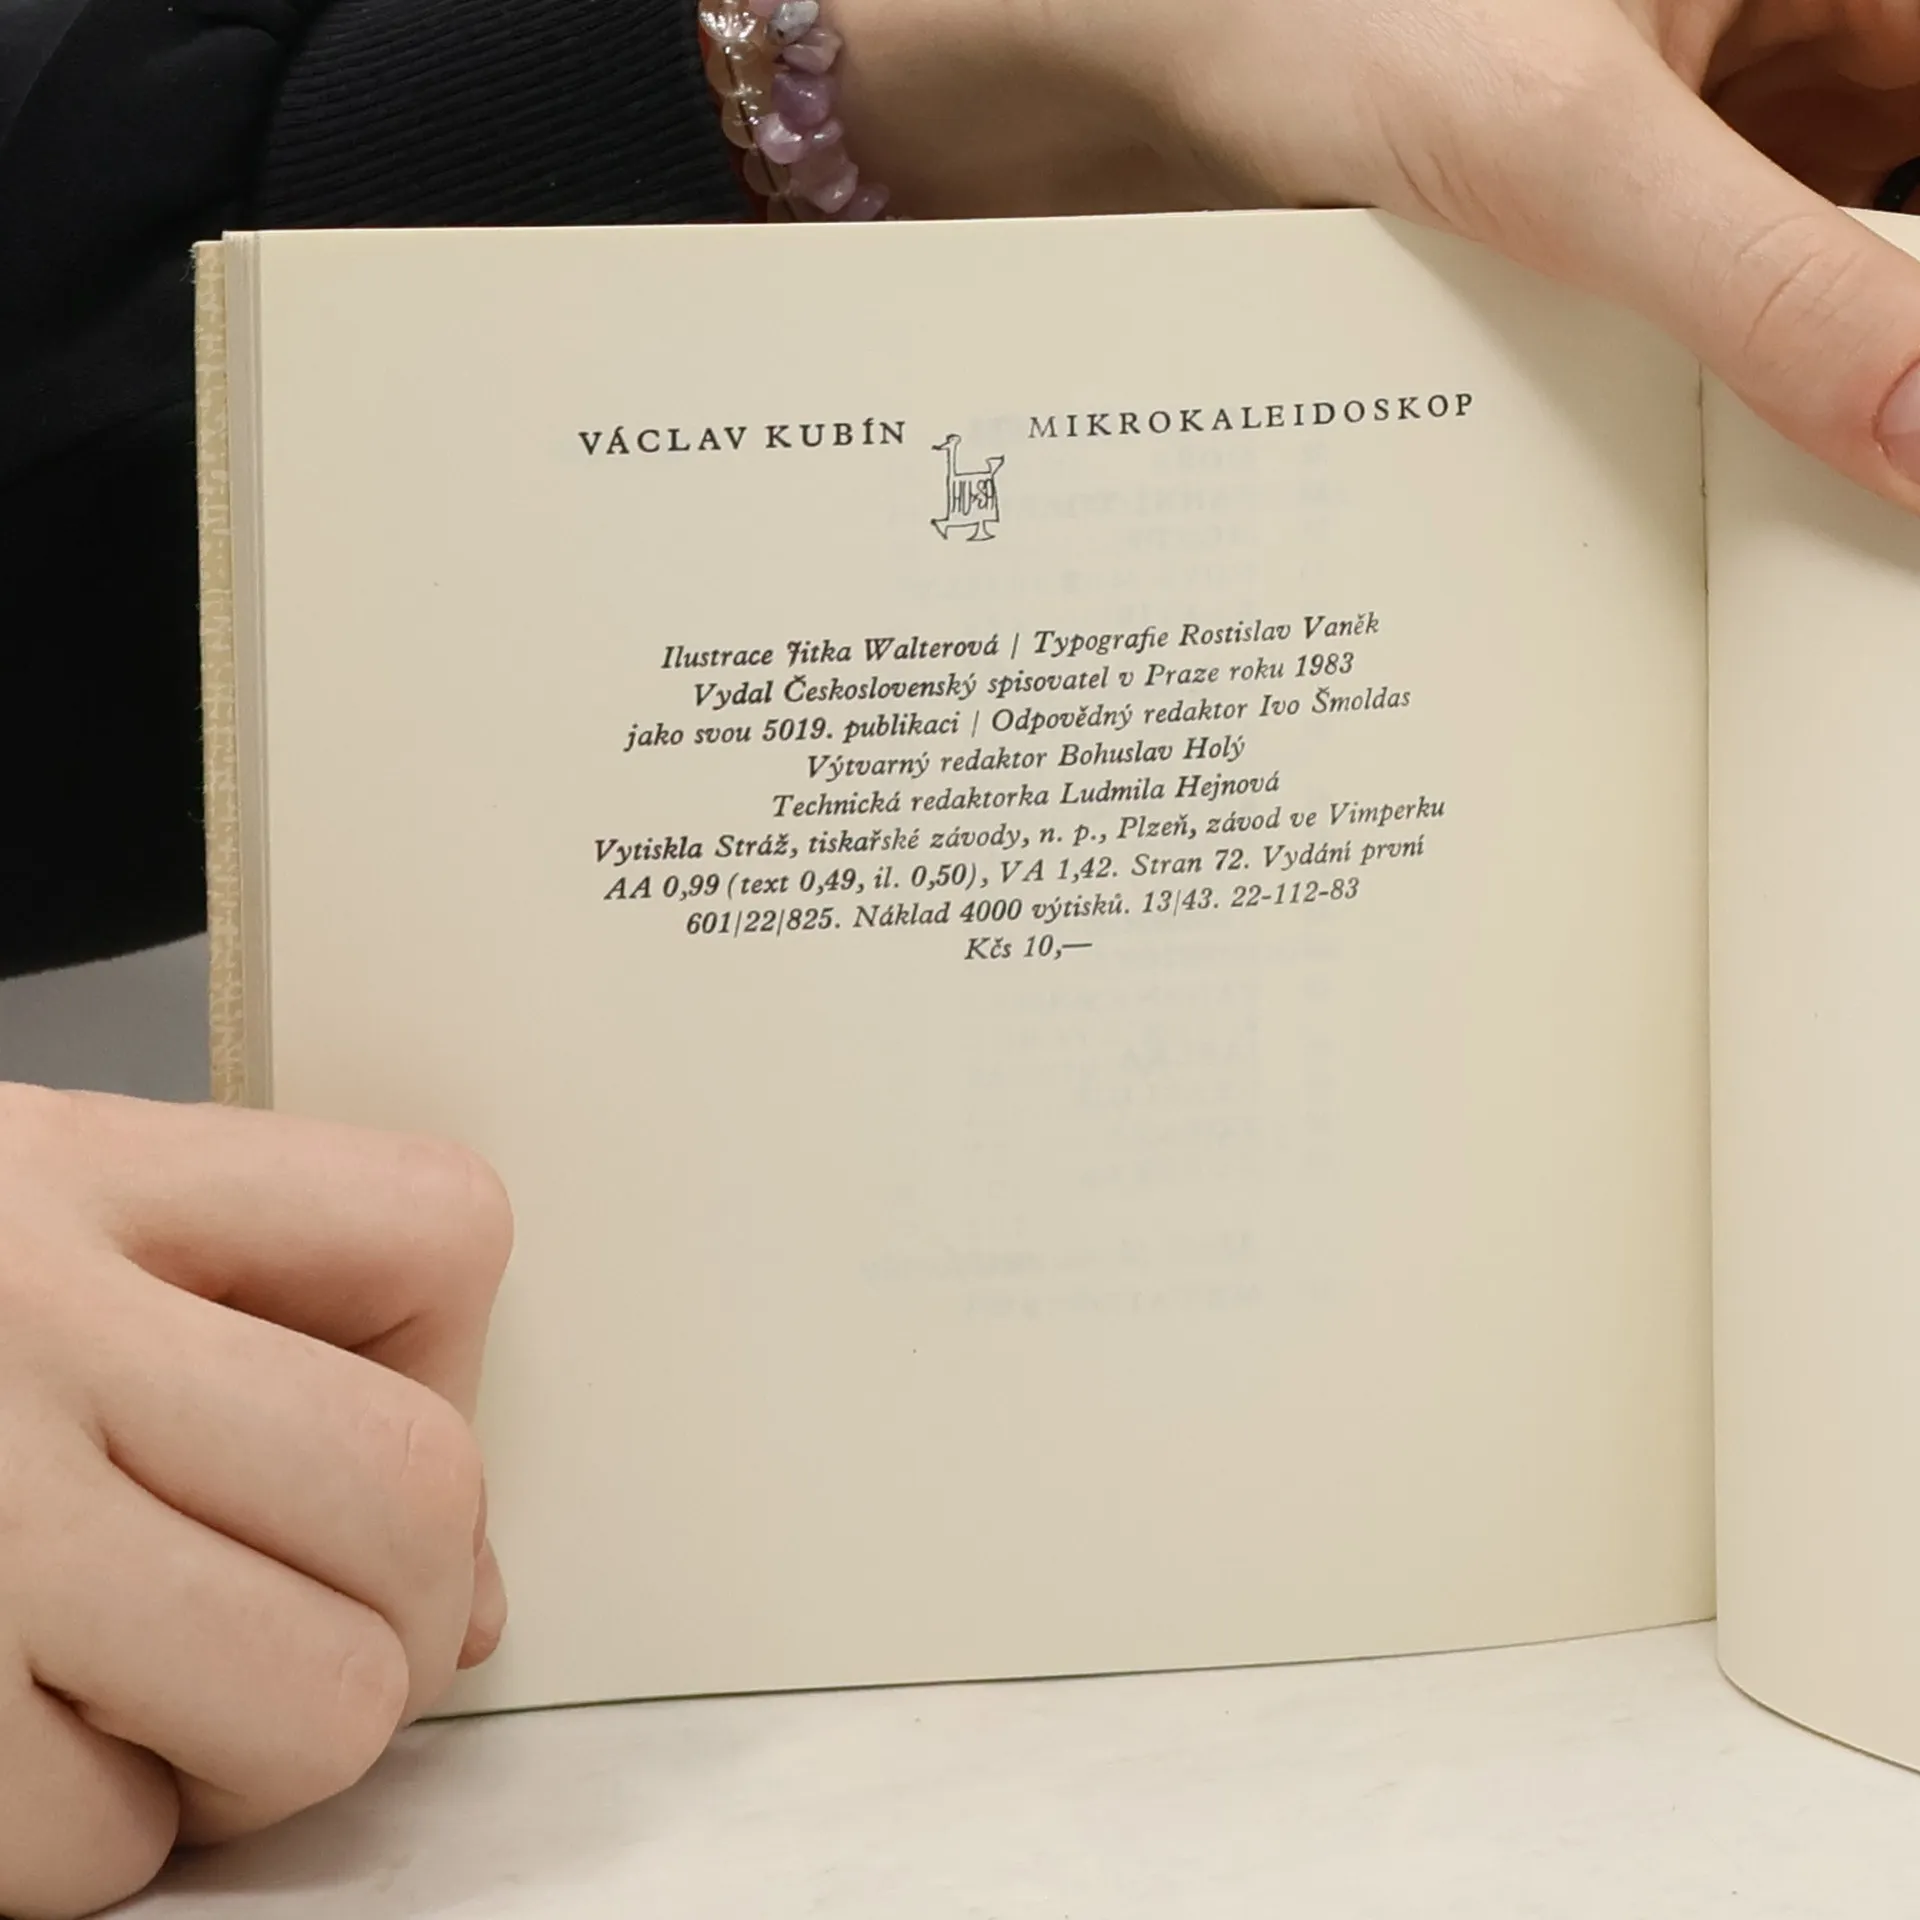 VÁCLAV KUBÍN HUSA MIKROKALEIDOSKOP
Ilustrace Jitka Walterová | Typografie Rostislav Vaněk
Vydal Československý spisovatel v Praze roku 1983
jako svou 5019. publikaci | Odpovědný redaktor Ivo Šmoldas
Výtvarný redaktor Bohuslav Holý
Technická redaktorka Ludmila Hejnová
Vytiskla Stráž, tiskařské závody, n. p., Plzeň, závod ve Vimperku
AA 0,99 (text 0,49, il. 0,50), VA 1,42. Stran 72. Vydání první
601|22|825. Náklad 4000 výtisků. 13|43. 22-112-83
Kčs 10,—